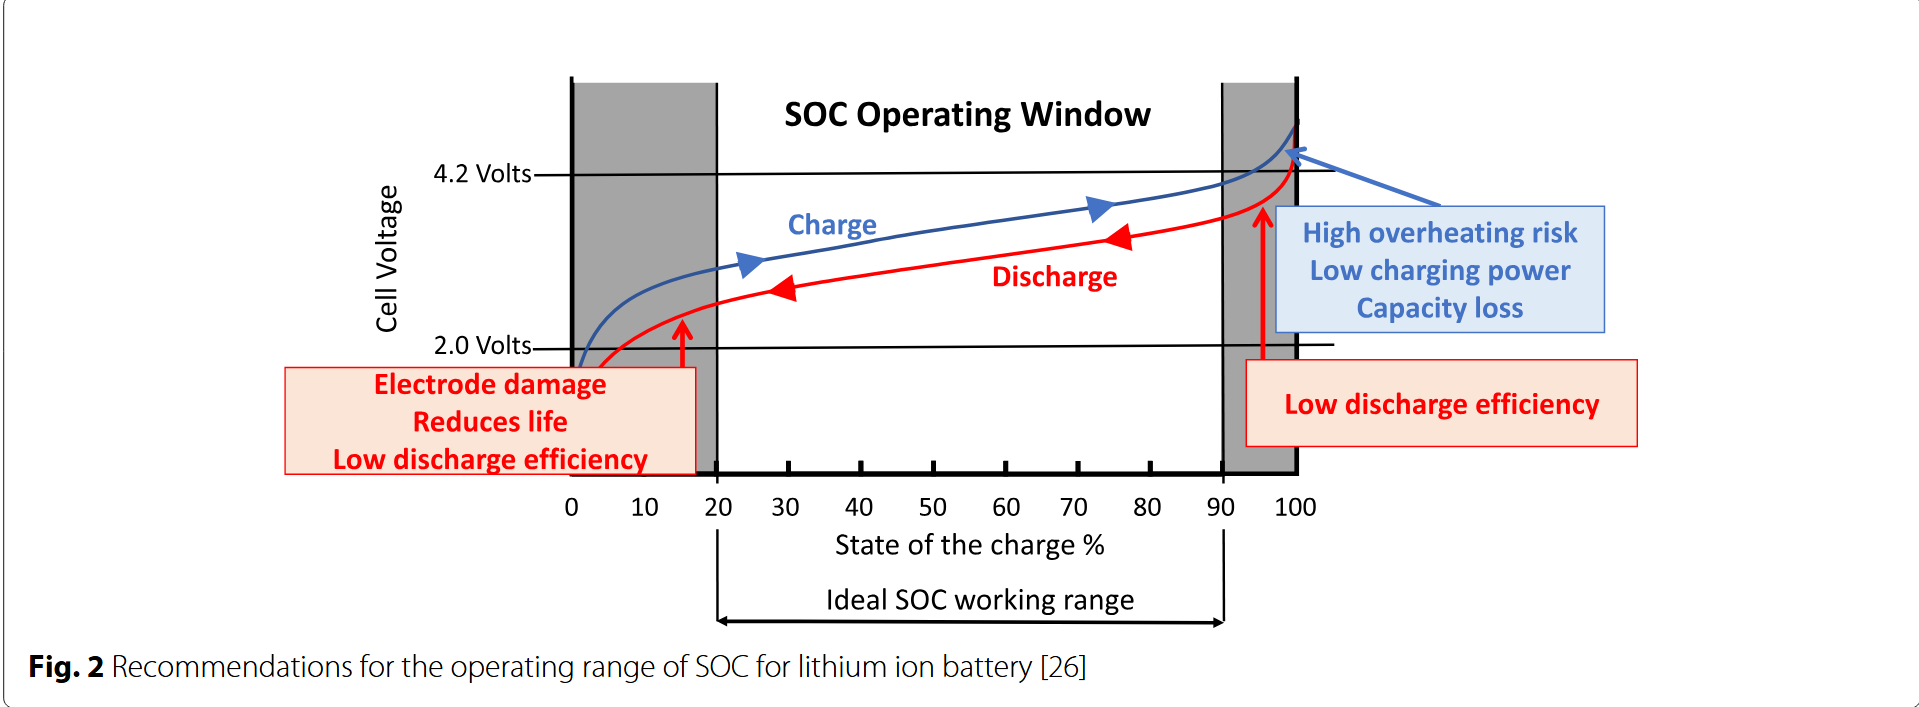 SOC Operating Window
4.2 Volts
Cell Voltage
Charge
Discharge
2.0 Volts
High overheating risk
Low charging power
Capacity loss
Electrode damage
Reduces life
Low discharge efficiency
Low discharge efficiency
0 10 20 30 40 50 60 70 80 90 100
State of the charge %
Ideal SOC working range
Fig. 2 Recommendations for the operating range of SOC for lithium ion battery [26]